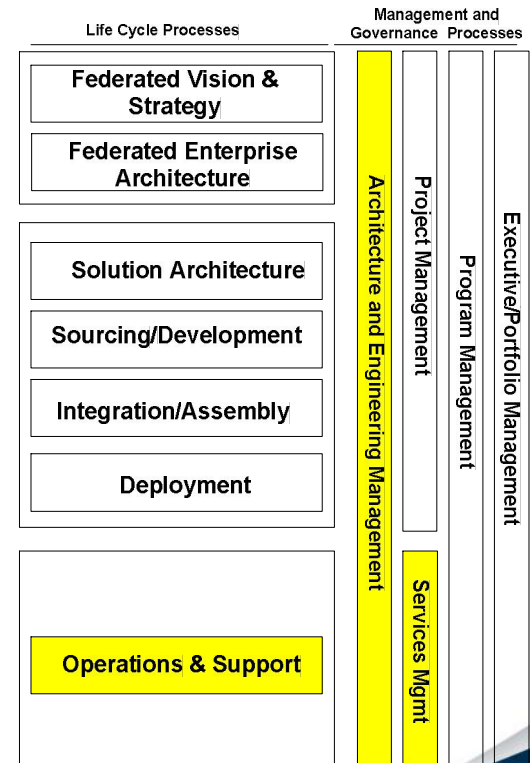 Life Cycle Processes
Management and
Governance Processes
Federated Vision &
Strategy
Federated Enterprise
Architecture
Solution Architecture
Sourcing/Development
Integration/Assembly
Deployment
Operations & Support
Architecture and Engineering Management
Project Management
Services Mgmt
Program Management
Executive/Portfolio Management